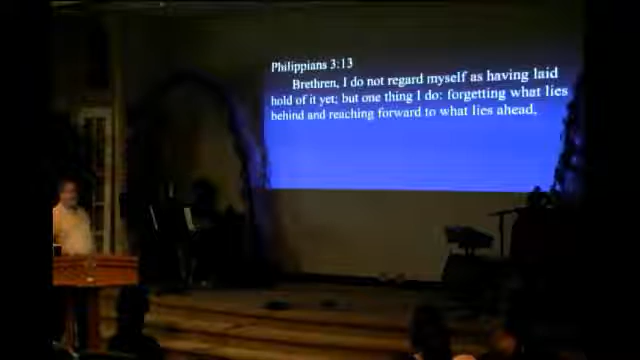 Philippians 3:13
Brethren, I do not regard myself as having laid
hold of it yet; but one thing I do: forgetting what lies
behind and reaching forward to what lies ahead,